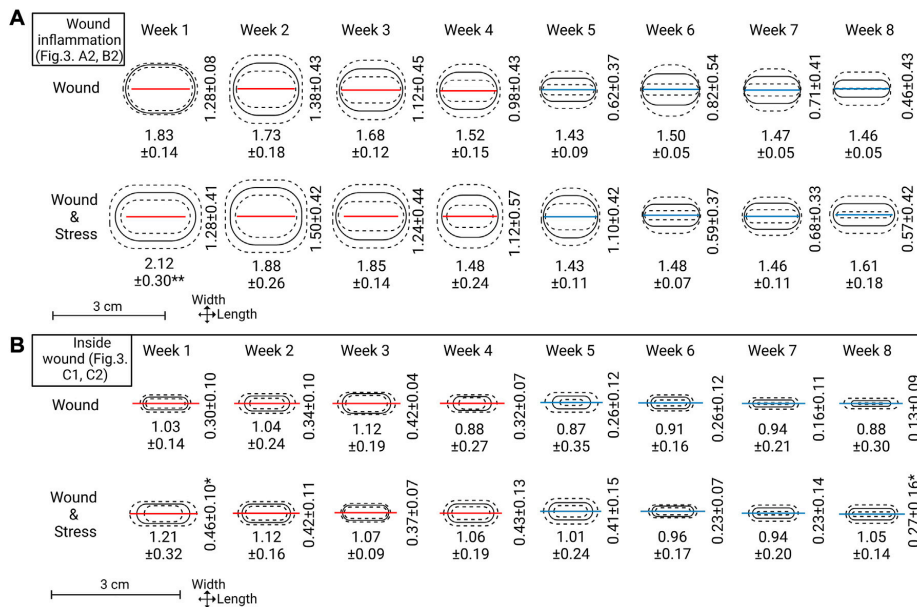 A
Wound
inflammation
(Fig.3. A2, B2)
Week 1 Week 2 Week 3 Week 4 Week 5 Week 6 Week 7 Week 8
Wound
1.28±0.08 1.38±0.43 1.12±0.45 0.98±0.43 0.62±0.37 0.82±0.54 0.71±0.41 0.46±0.43
1.83 1.73 1.68 1.52 1.43 1.50 1.47 1.46
±0.14 ±0.18 ±0.12 ±0.15 ±0.09 ±0.05 ±0.05 ±0.05
Wound
&
Stress
1.28±0.41 1.50±0.42 1.24±0.44 1.12±0.57 1.10±0.42 0.59±0.37 0.68±0.33 0.57±0.42
2.12 1.88 1.85 1.48 1.43 1.48 1.46 1.61
±0.30** ±0.26 ±0.14 ±0.24 ±0.11 ±0.07 ±0.11 ±0.18
3 cm
Width
Length
B
Inside
wound (Fig.3.
C1, C2)
Week 1 Week 2 Week 3 Week 4 Week 5 Week 6 Week 7 Week 8
Wound
0.30±0.10 0.34±0.10 0.42±0.04 0.32±0.07 0.26±0.12 0.26±0.12 0.16±0.11 0.13±0.09
1.03 1.04 1.12 0.88 0.87 0.91 0.94 0.88
±0.14 ±0.24 ±0.19 ±0.27 ±0.35 ±0.16 ±0.21 ±0.30
Wound
&
Stress
0.46±0.10* 0.42±0.11 0.37±0.07 0.43±0.13 0.41±0.15 0.23±0.07 0.23±0.14 0.27±0.16*
1.21 1.12 1.07 1.06 1.01 0.96 0.94 1.05
±0.32 ±0.16 ±0.09 ±0.19 ±0.24 ±0.17 ±0.20 ±0.14
3 cm
Width
Length